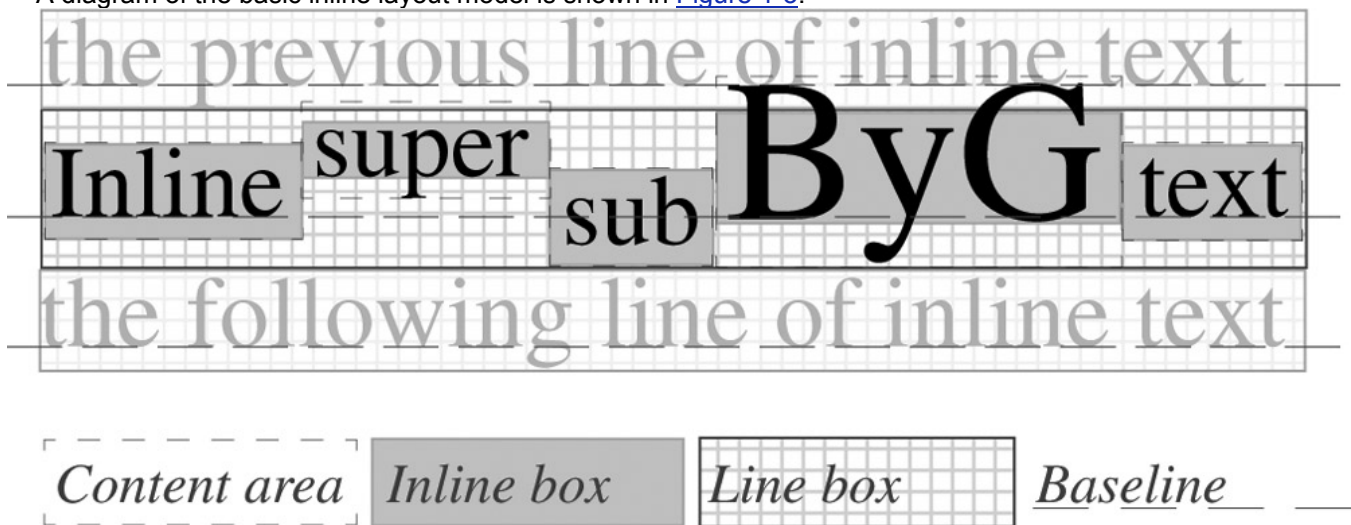 A diagram of the basic inline layout model is shown in Figure 1-5.
the previous line of inline text
Inline super sub ByG text
the following line of inline text
Content area Inline box Line box Baseline